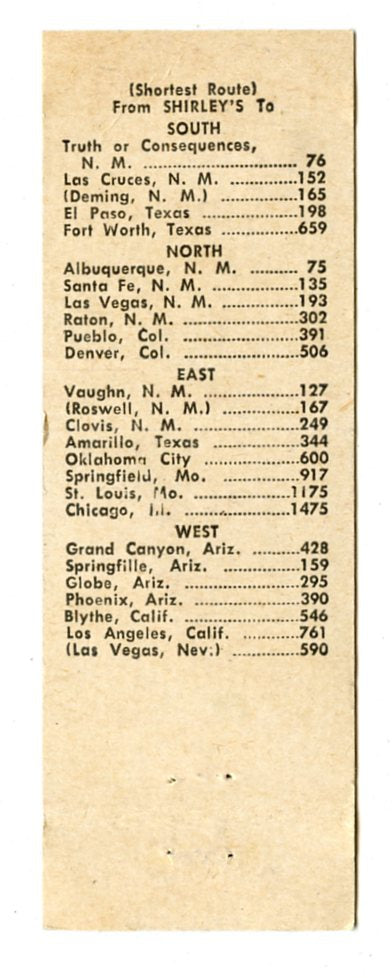 (Shortest Route)
From SHIRLEY'S To
SOUTH
Truth or Consequences,
N. M. .............................. 76
Las Cruces, N. M. .............152
(Deming, N. M.) ...............165
El Paso, Texas ..................198
Fort Worth, Texas ..............659
NORTH
Albuquerque, N. M. .......... 75
Santa Fe, N. M. ...............135
Las Vegas, N. M. ..............193
Raton, N. M. .....................302
Pueblo, Col. ......................391
Denver, Col. ......................506
EAST
Vaughn, N. M. ...................127
(Roswell, N. M.) ...............167
Clovis, N. M. .....................249
Amarillo, Texas .................344
Oklahoma City ..................600
Springfield, Mo. ................917
St. Louis, Mo. ...................1175
Chicago, Ill. ......................1475
WEST
Grand Canyon, Ariz. ..........428
Springfille, Ariz. .................159
Globe, Ariz. ......................295
Phoenix, Ariz. ...................390
Blythe, Calif. .....................546
Los Angeles, Calif. ...........761
(Las Vegas, Nev.) .............590